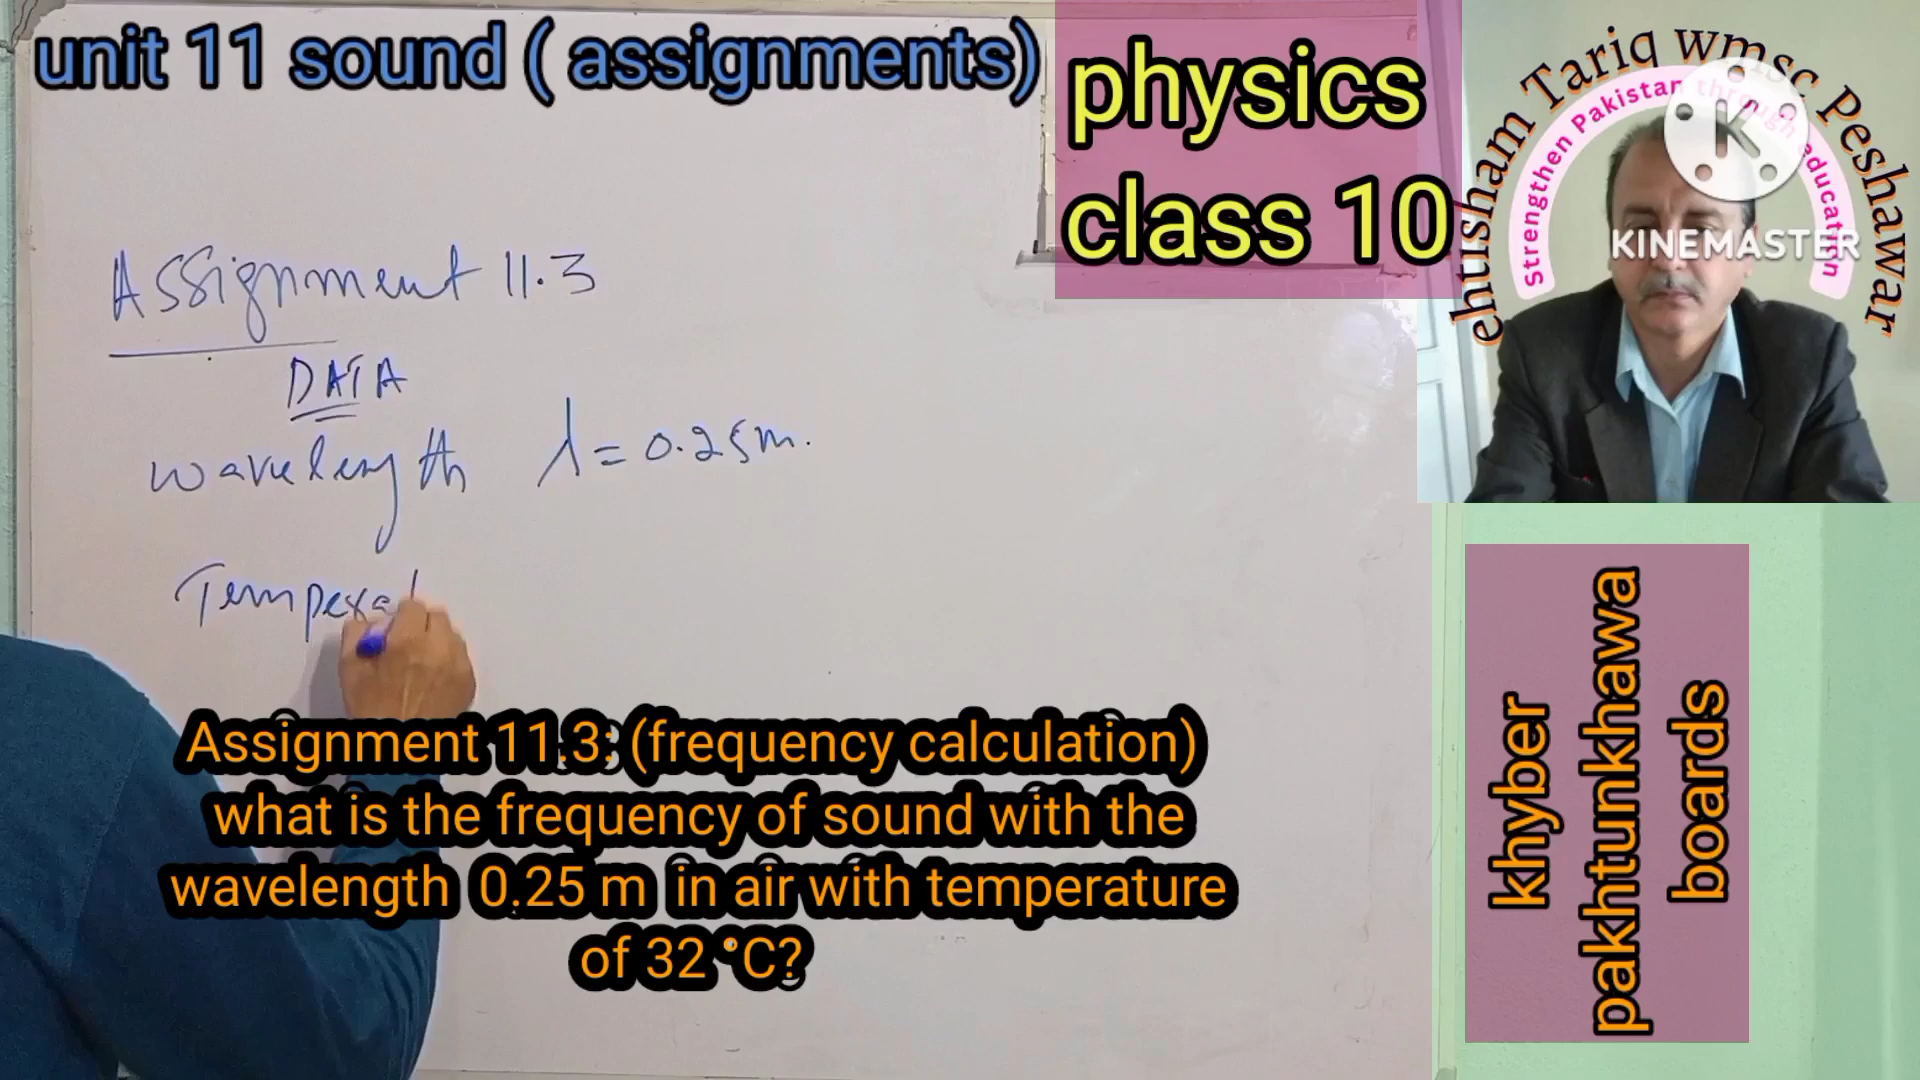 unit 11 sound ( assignments)
physics
class 10
ehtisham Tariq wmsc Peshawar
Strengthen Pakistan through education
K
KINEMASTER
Assignment 11.3
DATA
wavelength λ = 0.25m.
Temperat
Assignment 11.3: (frequency calculation)
what is the frequency of sound with the
wavelength 0.25 m in air with temperature
of 32 °C?
khyber
pakhtunkhawa
boards